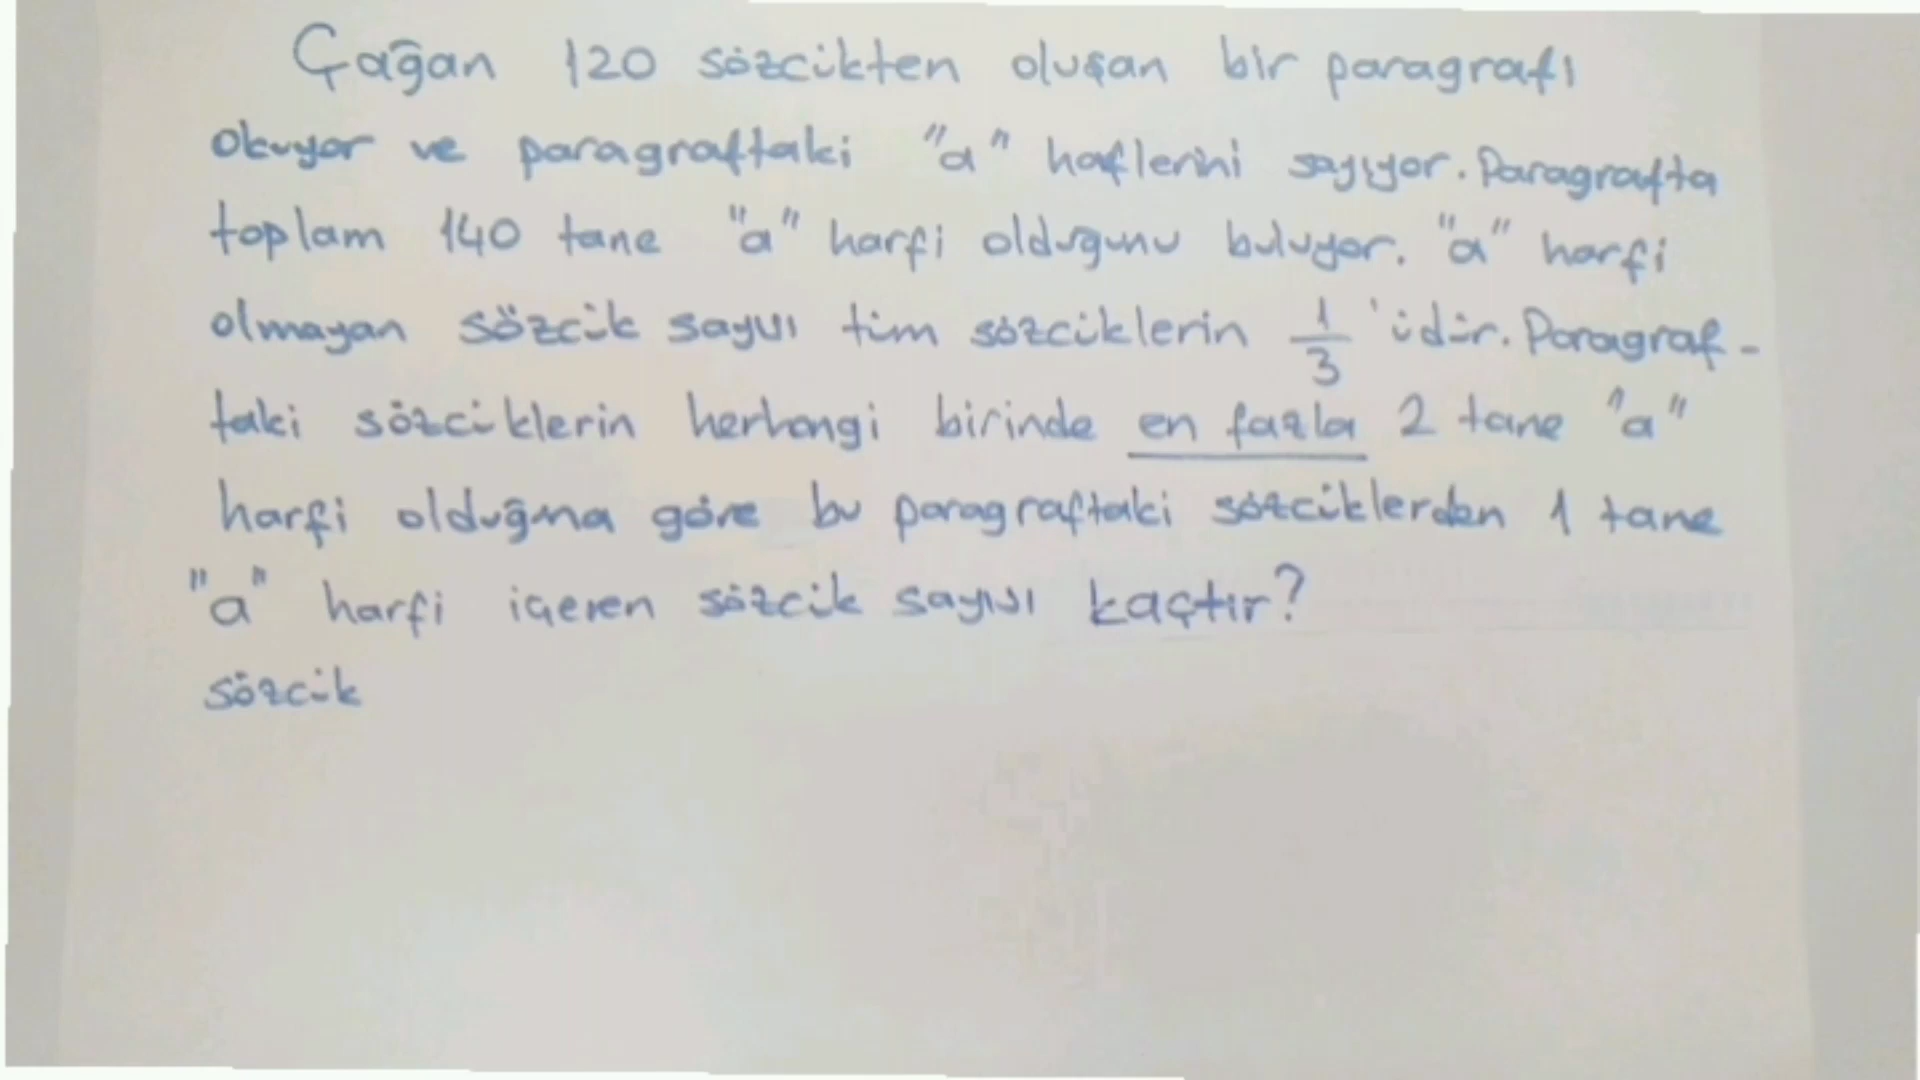 Çağan 120 sözcükten oluşan bir paragrafı
okuyor ve paragraftaki "a" haflerini sayıyor. Paragrafta
toplam 140 tane "a" harfi olduğunu buluyor. "a" harfi
olmayan sözcük sayısı tüm sözcüklerin 1/3 'üdür. Paragraf-
taki sözcüklerin herhangi birinde en fazla 2 tane "a"
harfi olduğuna göre bu paragraftaki sözcüklerden 1 tane
"a" harfi içeren sözcük sayısı kaçtır?
sözcük